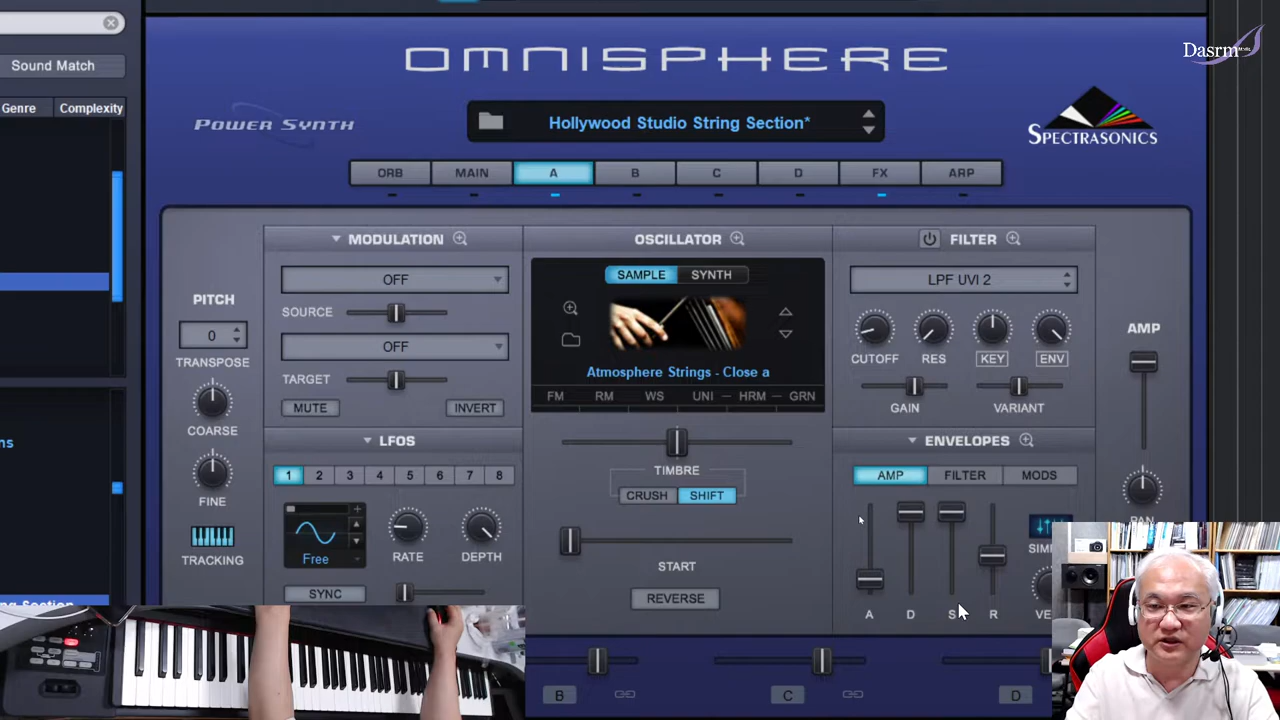 Sound Match
Genre
Complexity
Dasrm
OMNISPHERE
POWER SYNTH
Hollywood Studio String Section*
SPECTRASONICS
ORB
MAIN
A
B
C
D
FX
ARP
PITCH
0
TRANSPOSE
COARSE
FINE
TRACKING
MODULATION
OFF
SOURCE
OFF
TARGET
MUTE
INVERT
LFOS
1 2 3 4 5 6 7 8
Free
RATE
DEPTH
SYNC
OSCILLATOR
SAMPLE
SYNTH
Atmosphere Strings - Close a
FM
RM
WS
UNI
HRM
GRN
TIMBRE
CRUSH
SHIFT
START
REVERSE
FILTER
LPF UVI 2
CUTOFF
RES
KEY
ENV
GAIN
VARIANT
ENVELOPES
AMP
FILTER
MODS
A
D
S
R
AMP
B
C
D